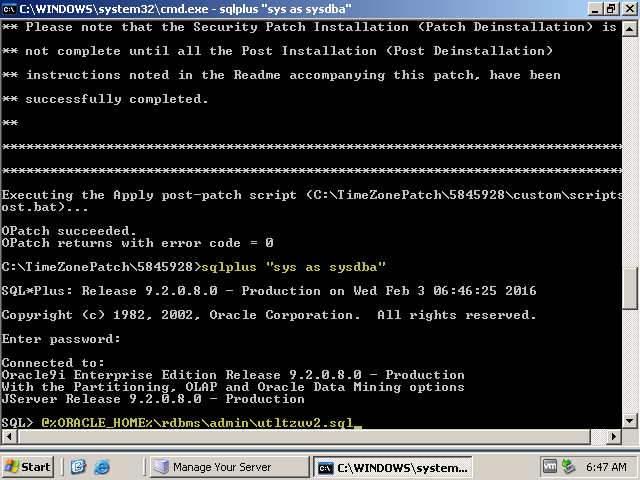 C:\WINDOWS\system32\cmd.exe - sqlplus "sys as sysdba"
** Please note that the Security Patch Installation (Patch Deinstallation) is
** not complete until all the Post Installation (Post Deinstallation)
** instructions noted in the Readme accompanying this patch, have been
** successfully completed.
**
********************************************************************************
********************************************************************************
Executing the Apply post-patch script (C:\TimeZonePatch\5845928\custom\scripts
ost.bat)...
OPatch succeeded.
OPatch returns with error code = 0
C:\TimeZonePatch\5845928>sqlplus "sys as sysdba"
SQL*Plus: Release 9.2.0.8.0 - Production on Wed Feb 3 06:46:25 2016
Copyright (c) 1982, 2002, Oracle Corporation.  All rights reserved.
Enter password:
Connected to:
Oracle9i Enterprise Edition Release 9.2.0.8.0 - Production
With the Partitioning, OLAP and Oracle Data Mining options
JServer Release 9.2.0.8.0 - Production
SQL> @%ORACLE_HOME%\rdbms\admin\utltzuv2.sql_
Start
Manage Your Server
C:\WINDOWS\system...
vm
6:47 AM